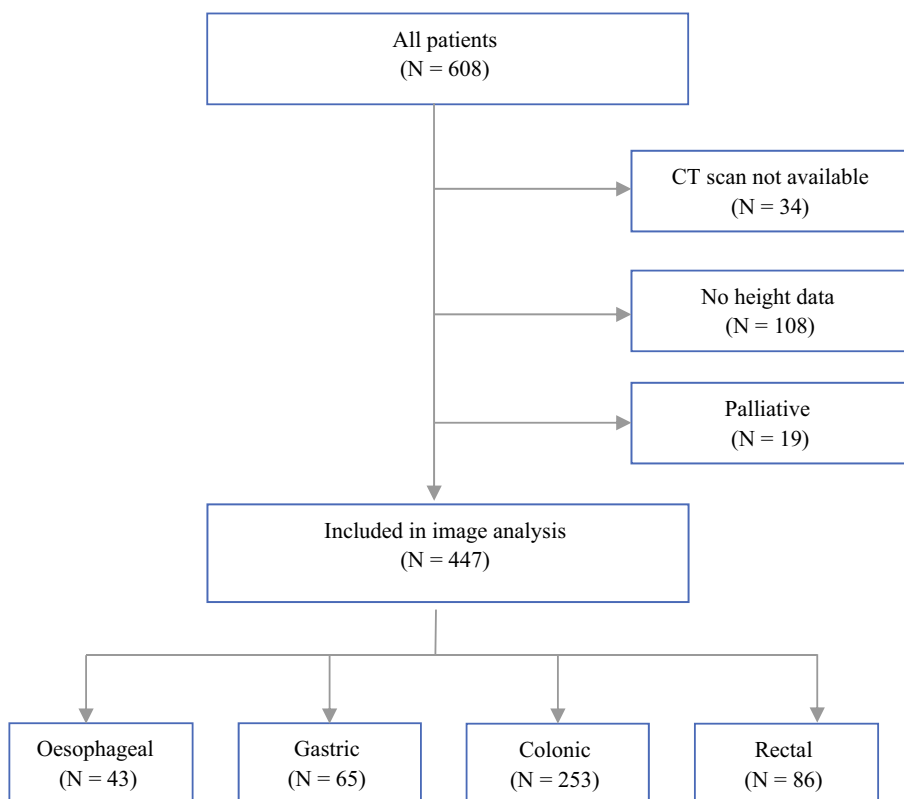 All patients
(N = 608)
CT scan not available
(N = 34)
No height data
(N = 108)
Palliative
(N = 19)
Included in image analysis
(N = 447)
Oesophageal
(N = 43)
Gastric
(N = 65)
Colonic
(N = 253)
Rectal
(N = 86)